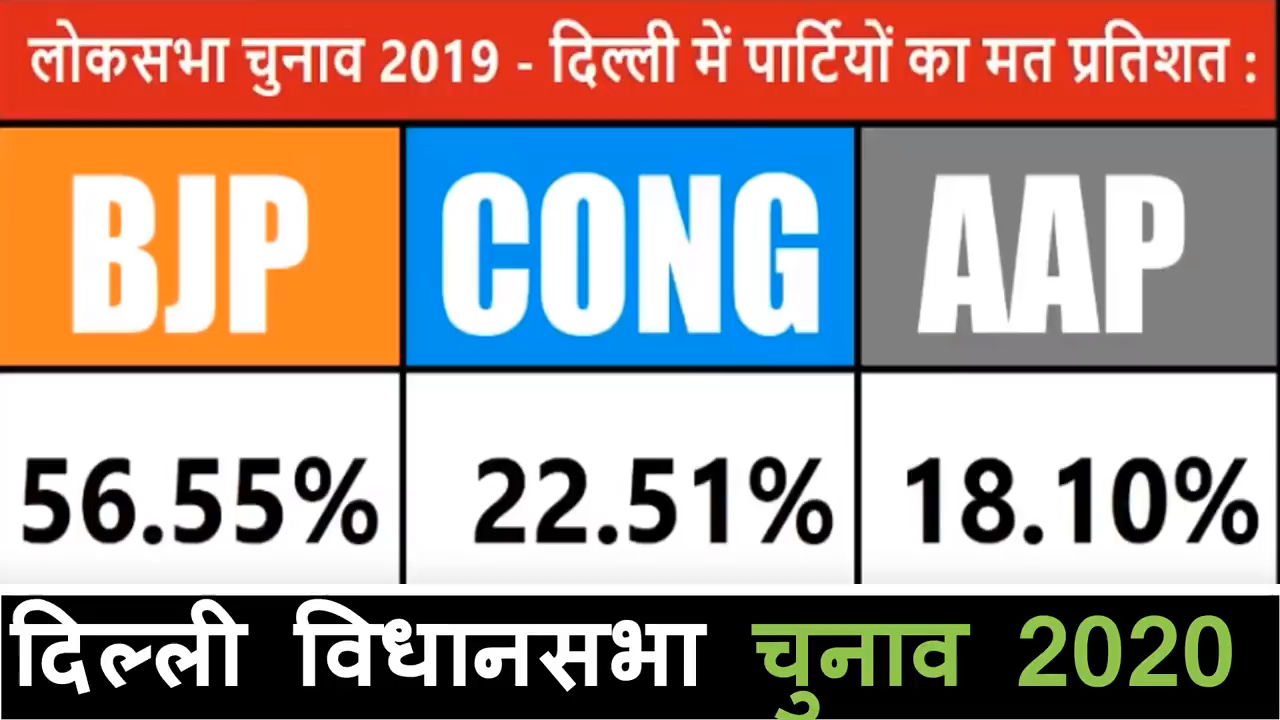 लोकसभा चुनाव 2019 - दिल्ली में पार्टियों का मत प्रतिशत :
BJP CONG AAP
56.55% 22.51% 18.10%
दिल्ली विधानसभा चुनाव 2020